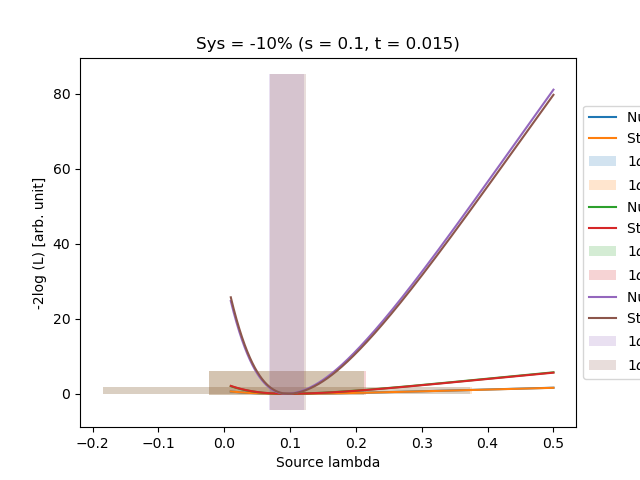 Sys = -10% (s = 0.1, t = 0.015)
-2log (L) [arb. unit]
80
60
40
20
0
−0.2 −0.1 0.0 0.1 0.2 0.3 0.4 0.5
Source lambda
Nu
St
1σ
1σ
Nu
St
1σ
1σ
Nu
St
1σ
1σ